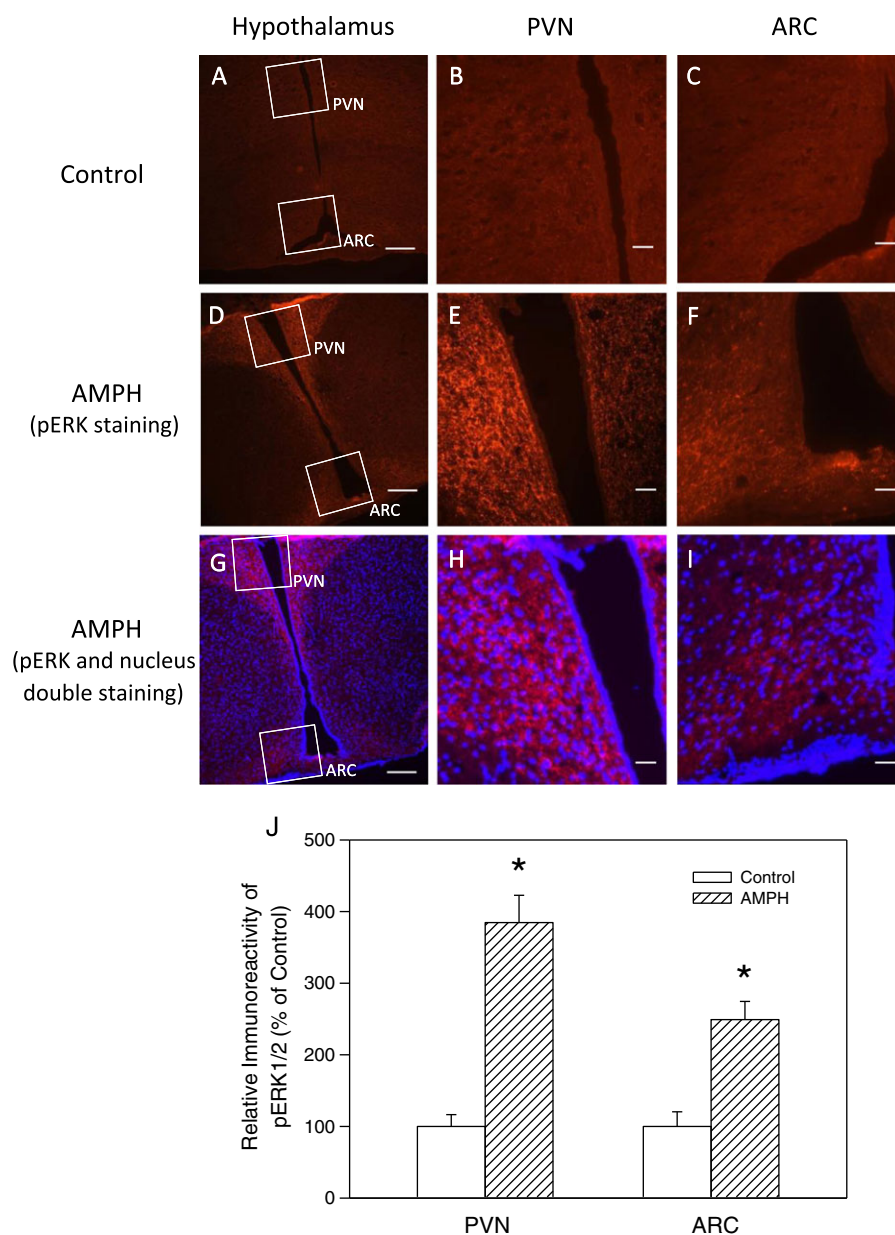 Hypothalamus PVN ARC
Control
A
PVN
ARC
B
C
AMPH
(pERK staining)
D
PVN
ARC
E
F
AMPH
(pERK and nucleus
double staining)
G
PVN
ARC
H
I
J
Relative Immunoreactivity of
pERK1/2 (% of Control)
500
400
300
200
100
0
*
*
Control
AMPH
PVN ARC